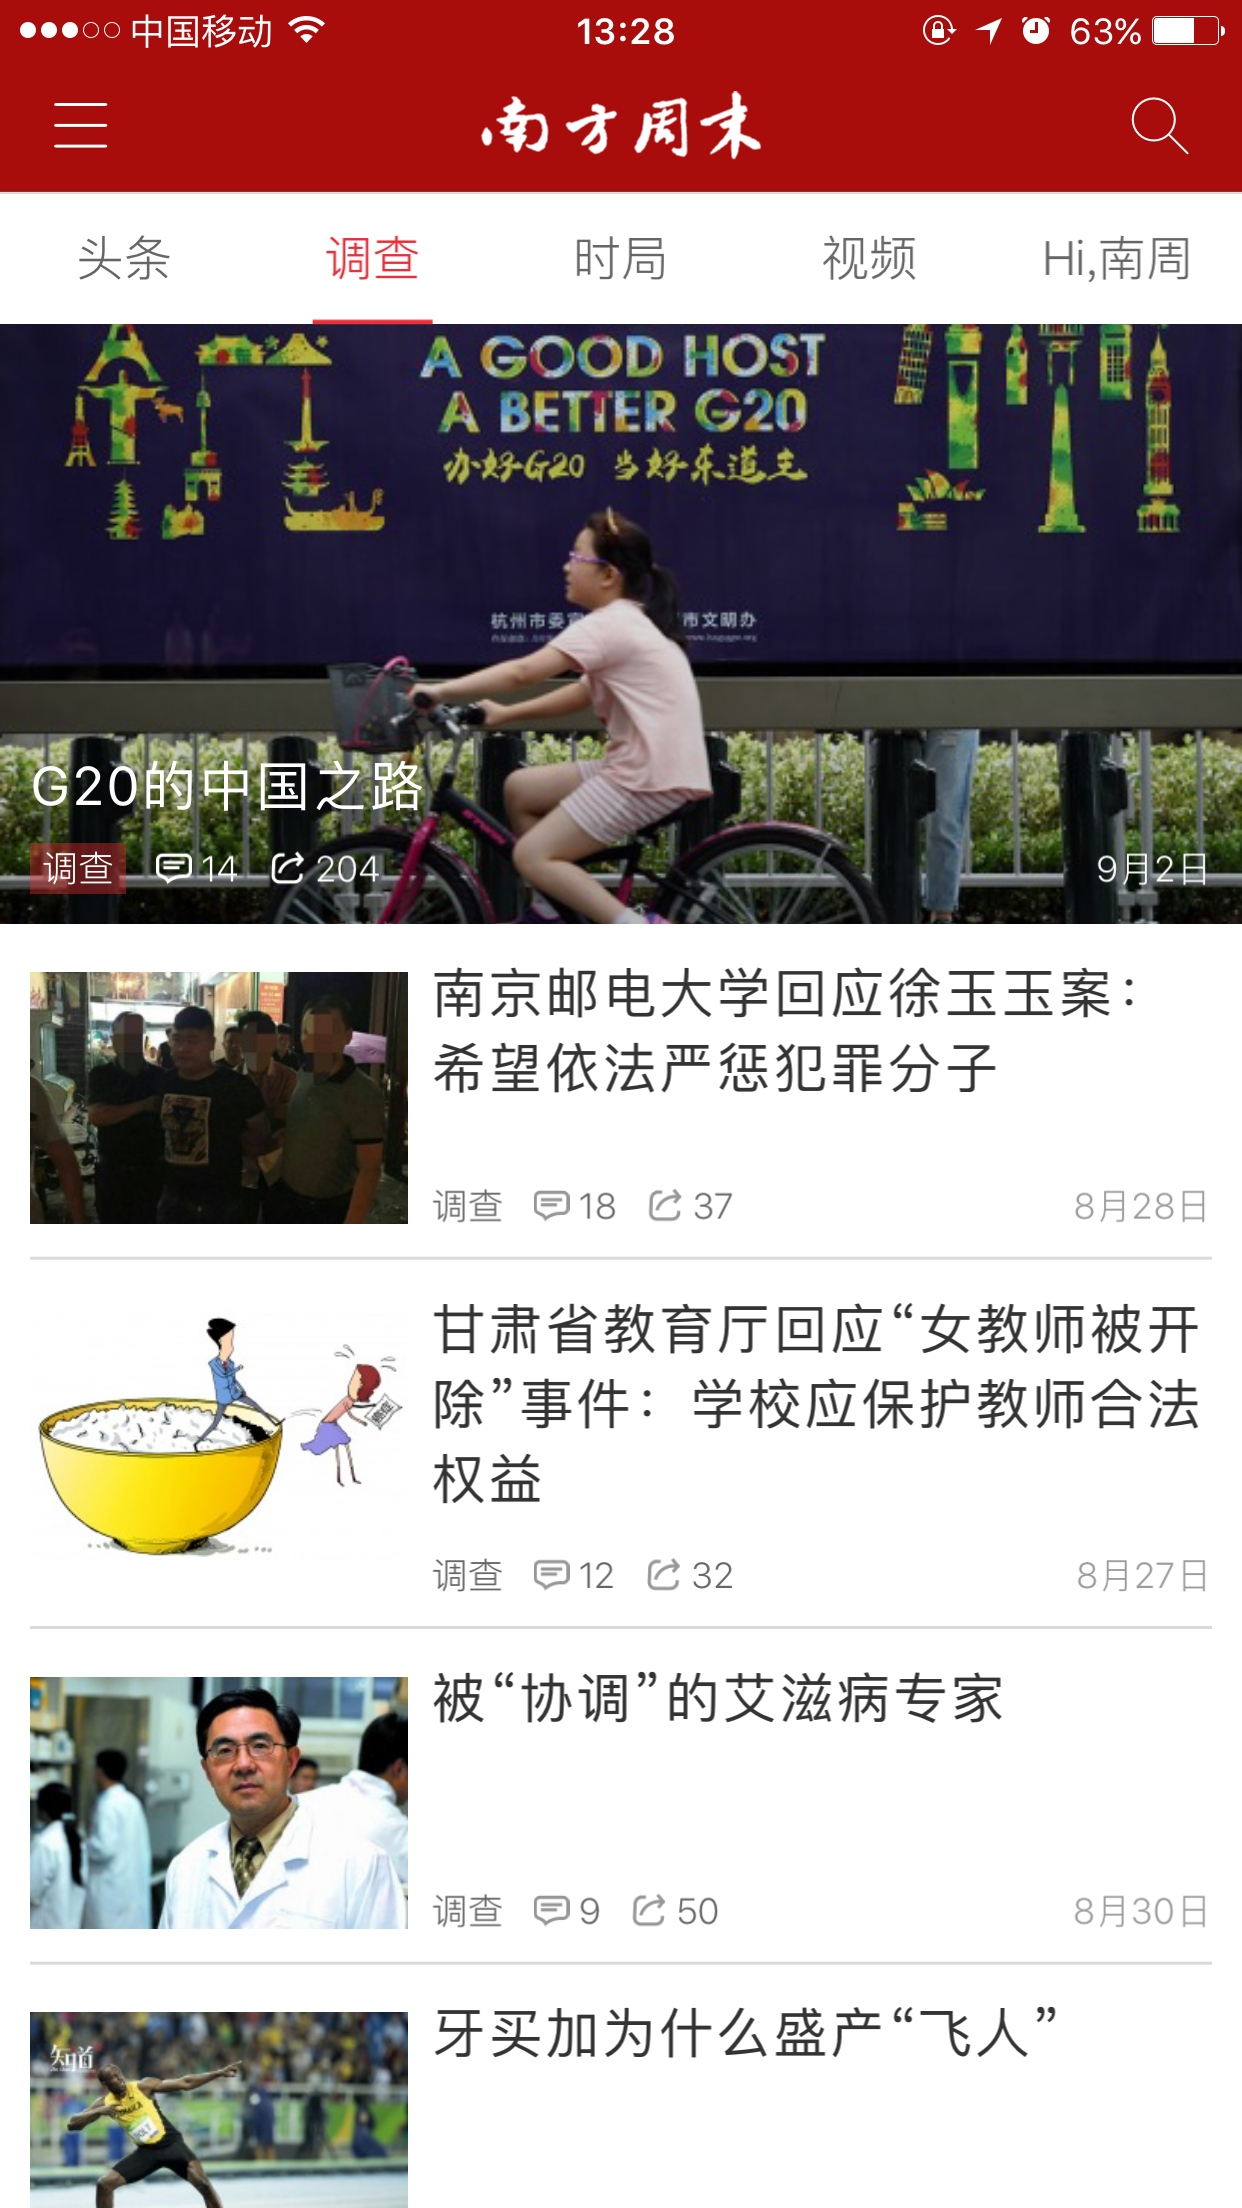 中国移动
13:28
63%
南方周末
头条
调查
时局
视频
Hi,南周
A GOOD HOST
A BETTER G20
办好G20 当好东道主
杭州市委宣
市文明办
G20的中国之路
调查 14 204
9月2日
南京邮电大学回应徐玉玉案：
希望依法严惩犯罪分子
调查 18 37
8月28日
甘肃省教育厅回应“女教师被开
除”事件：学校应保护教师合法
权益
调查 12 32
8月27日
被“协调”的艾滋病专家
调查 9 50
8月30日
牙买加为什么盛产“飞人”
知道
BOLT